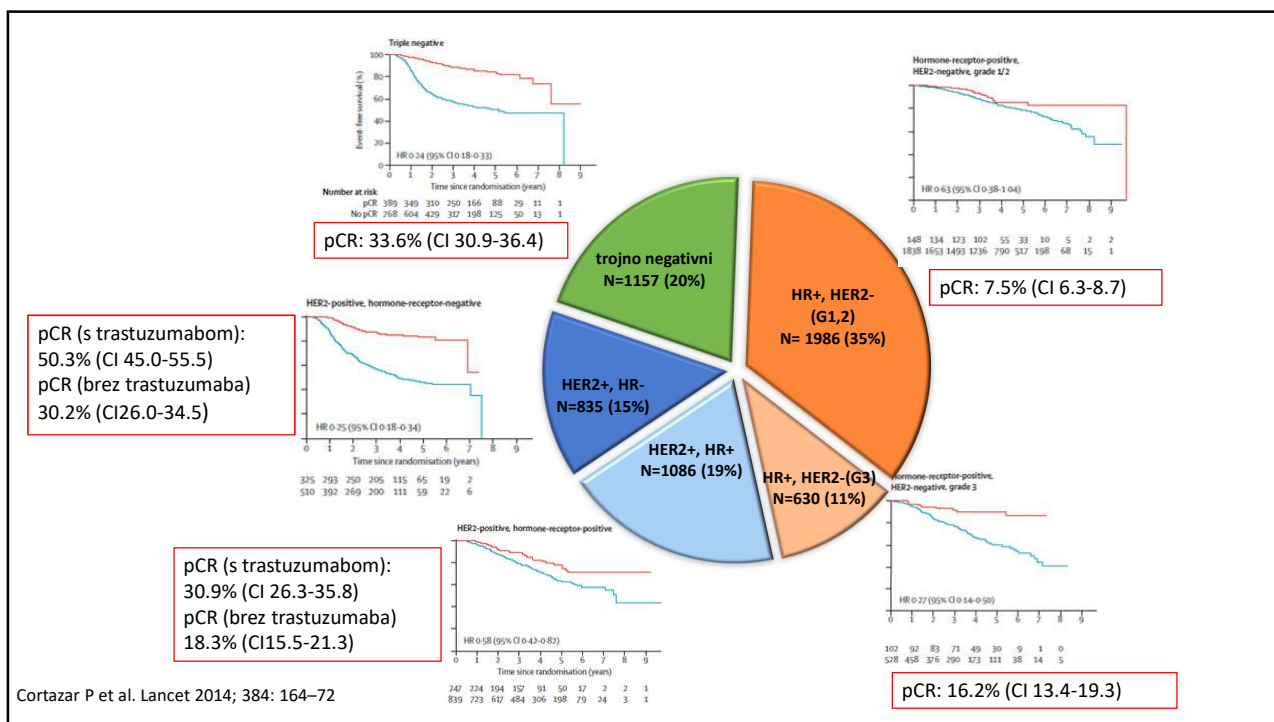 Triple negative
Event-free survival (%)
100
80
60
40
20
0
HR 0·24 (95% CI 0·18-0·33)
0 1 2 3 4 5 6 7 8 9
Time since randomisation (years)
Number at risk
pCR 389 349 310 250 166 88 29 11 1
No pCR 768 604 429 317 198 125 50 13 1
pCR: 33.6% (CI 30.9-36.4)
Hormone-receptor-positive,
HER2-negative, grade 1/2
HR 0·63 (95% CI 0·38-1·04)
0 1 2 3 4 5 6 7 8 9
148 134 123 102 55 33 10 5 2 2
1838 1653 1493 1236 790 517 198 68 15 1
pCR: 7.5% (CI 6.3-8.7)
trojno negativni
N=1157 (20%)
HR+, HER2-
(G1,2)
N= 1986 (35%)
HER2+, HR-
N=835 (15%)
HER2+, HR+
N=1086 (19%)
HR+, HER2-(G3)
N=630 (11%)
HER2-positive, hormone-receptor-negative
HR 0·25 (95% CI 0·18-0·34)
0 1 2 3 4 5 6 7 8 9
Time since randomisation (years)
325 293 250 205 115 65 19 2
510 392 269 200 111 59 22 6
pCR (s trastuzumabom):
50.3% (CI 45.0-55.5)
pCR (brez trastuzumaba)
30.2% (CI26.0-34.5)
HER2-positive, hormone-receptor-positive
HR 0·58 (95% CI 0·42-0·82)
0 1 2 3 4 5 6 7 8 9
Time since randomisation (years)
247 224 194 157 91 50 17 2 2 1
839 723 617 484 306 198 79 24 3 1
pCR (s trastuzumabom):
30.9% (CI 26.3-35.8)
pCR (brez trastuzumaba)
18.3% (CI15.5-21.3)
Hormone-receptor-positive,
HER2-negative, grade 3
HR 0·27 (95% CI 0·14-0·50)
0 1 2 3 4 5 6 7 8 9
Time since randomisation (years)
102 92 83 71 49 30 9 1 0
528 458 376 290 173 111 38 14 5
pCR: 16.2% (CI 13.4-19.3)
Cortazar P et al. Lancet 2014; 384: 164–72